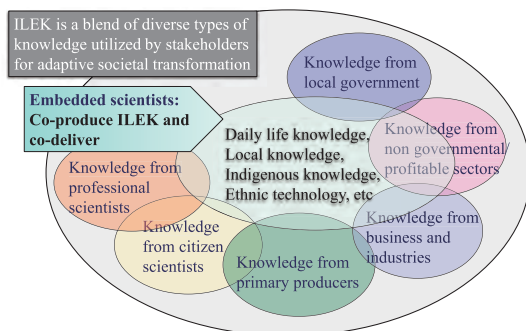 ILEK is a blend of diverse types of
knowledge utilized by stakeholders
for adaptive societal transformation
Embedded scientists:
Co-produce ILEK and
co-deliver
Knowledge from
local government
Daily life knowledge,
Local knowledge,
Indigenous knowledge,
Ethnic technology, etc
Knowledge from
non governmental/
profitable sectors
Knowledge from
professional
scientists
Knowledge
from citizen
scientists
Knowledge from
primary producers
Knowledge from
business and
industries